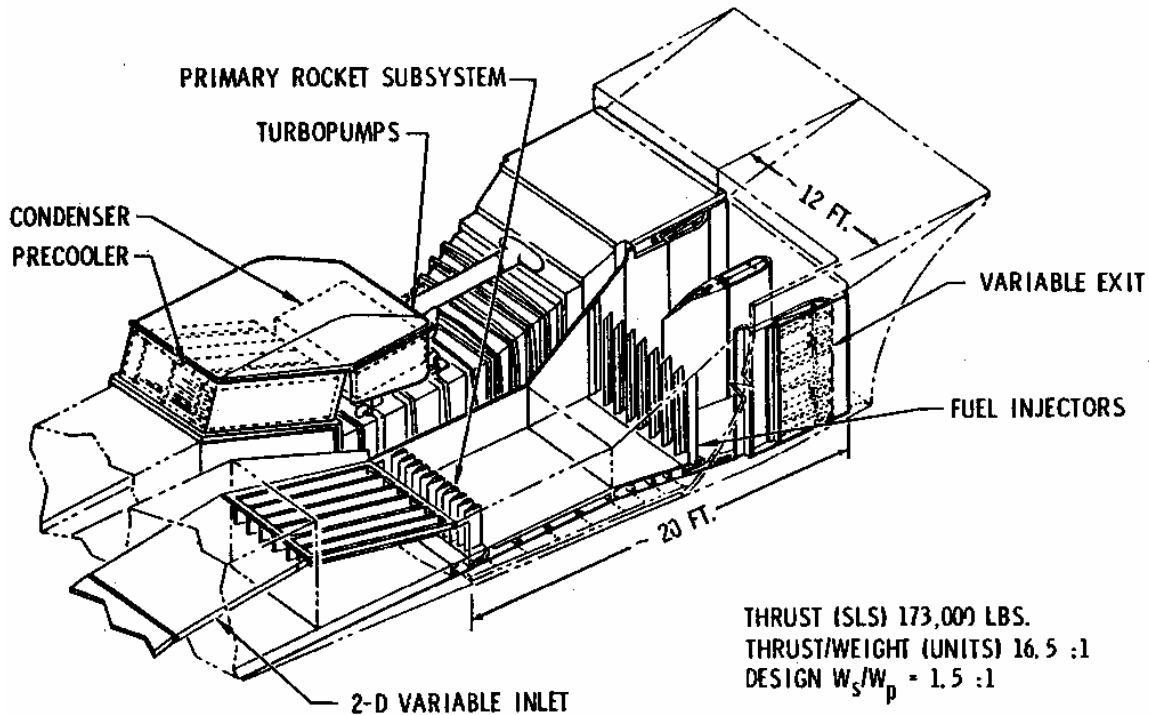 PRIMARY ROCKET SUBSYSTEM
TURBOPUMPS
CONDENSER
PRECOOLER
12 FT.
VARIABLE EXIT
FUEL INJECTORS
20 FT.
THRUST (SLS) 173,000 LBS.
THRUST/WEIGHT (UNITS) 16.5 :1
DESIGN Ws/Wp = 1.5 :1
2-D VARIABLE INLET